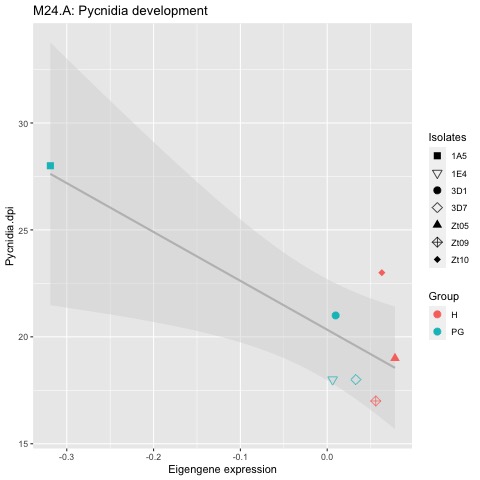 M24.A: Pycnidia development
Pycnidia.dpi
30
25
20
15
-0.3
-0.2
-0.1
0.0
Eigengene expression
Isolates
1A5
1E4
3D1
3D7
Zt05
Zt09
Zt10
Group
H
PG